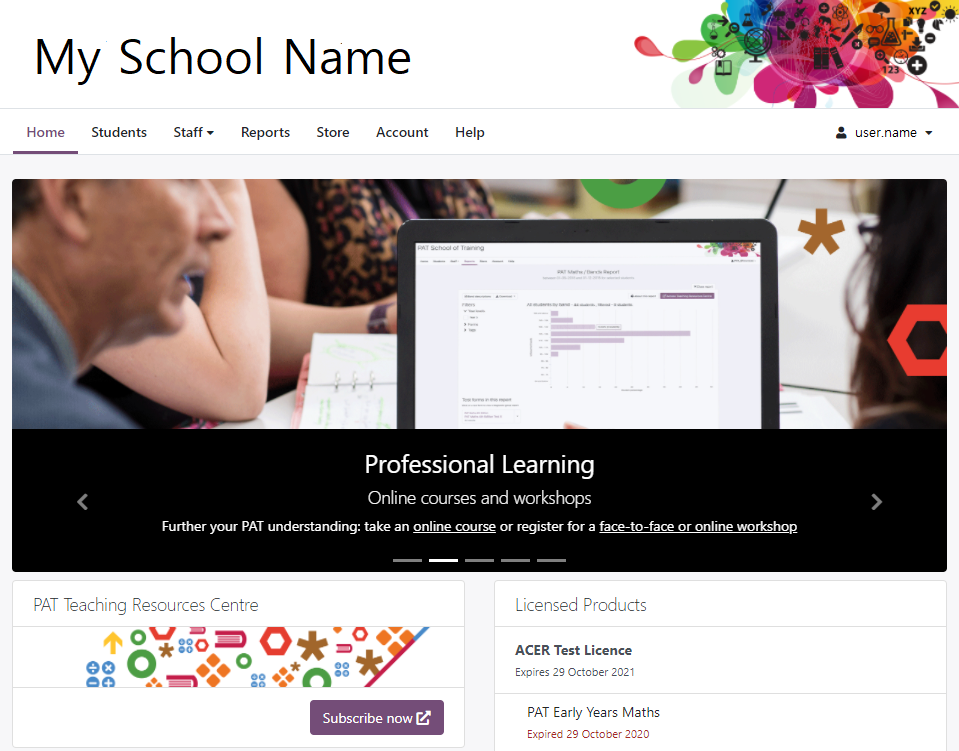 My School Name
XYZ
123
Home Students Staff Reports Store Account Help user.name
PAT School of Training
PAT Maths / Bands Report
Professional Learning
Online courses and workshops
Further your PAT understanding: take an online course or register for a face-to-face or online workshop
PAT Teaching Resources Centre
Subscribe now
Licensed Products
ACER Test Licence
Expires 29 October 2021
PAT Early Years Maths
Expired 29 October 2020